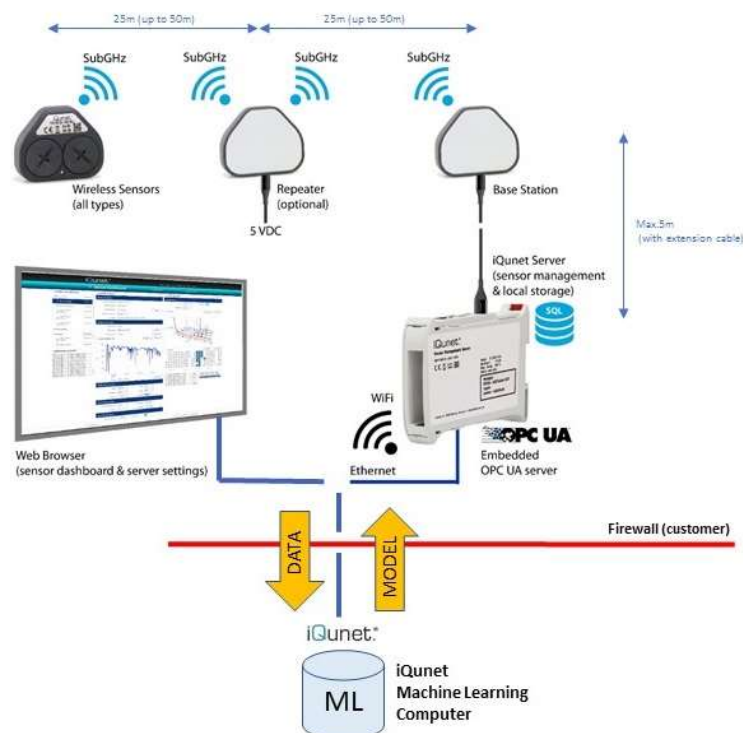 25m (up to 50m)
25m (up to 50m)
SubGHz
SubGHz
SubGHz
SubGHz
iQunet
Wireless Sensors
(all types)
Repeater
(optional)
Base Station
5 VDC
Max.5m
(with extension cable)
iQunet Server
(sensor management
& local storage)
SQL
iQunet
iQunet
WiFi
Ethernet
OPC UA
Embedded
OPC UA server
Web Browser
(sensor dashboard & server settings)
Firewall (customer)
DATA
MODEL
iQunet
ML
iQunet
Machine Learning
Computer